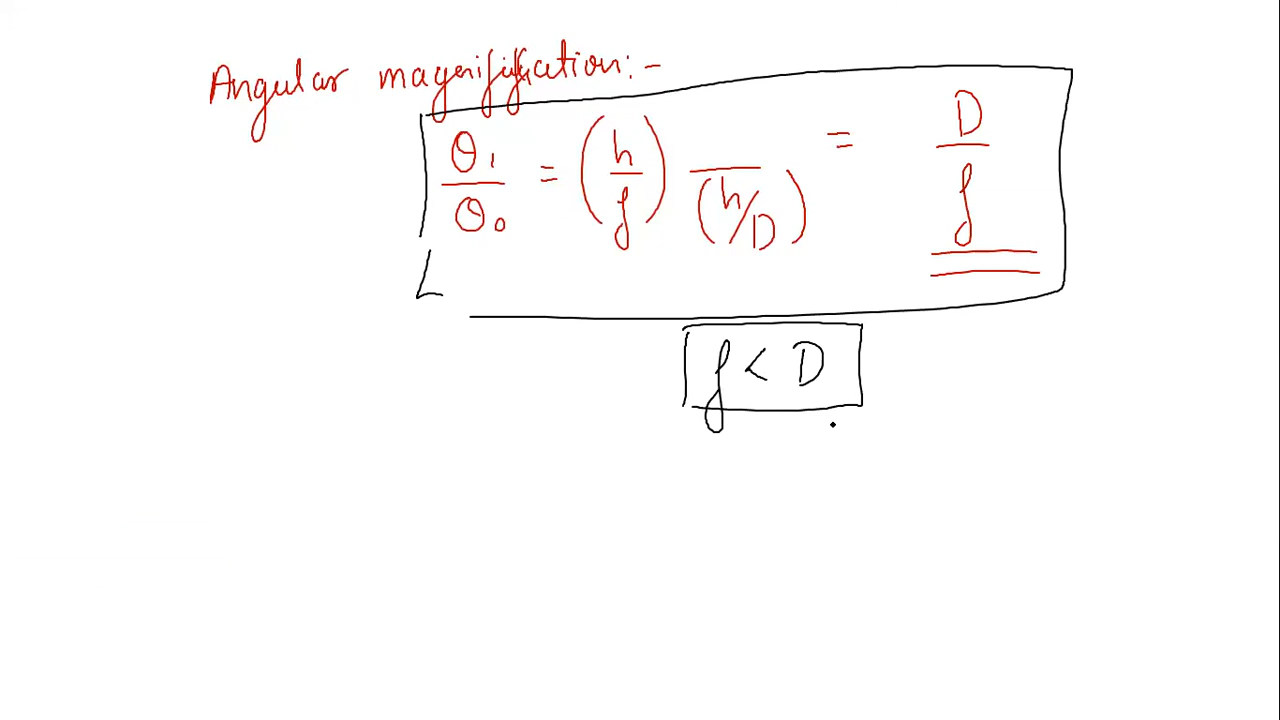 Angular magnification:-
θ₁/θ₀ = (h/f) / (h/D) = D/f
f < D